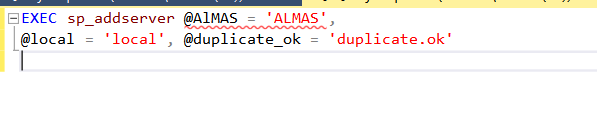 EXEC sp_addserver @AlMAS = 'ALMAS',
@local = 'local', @duplicate_ok = 'duplicate.ok'